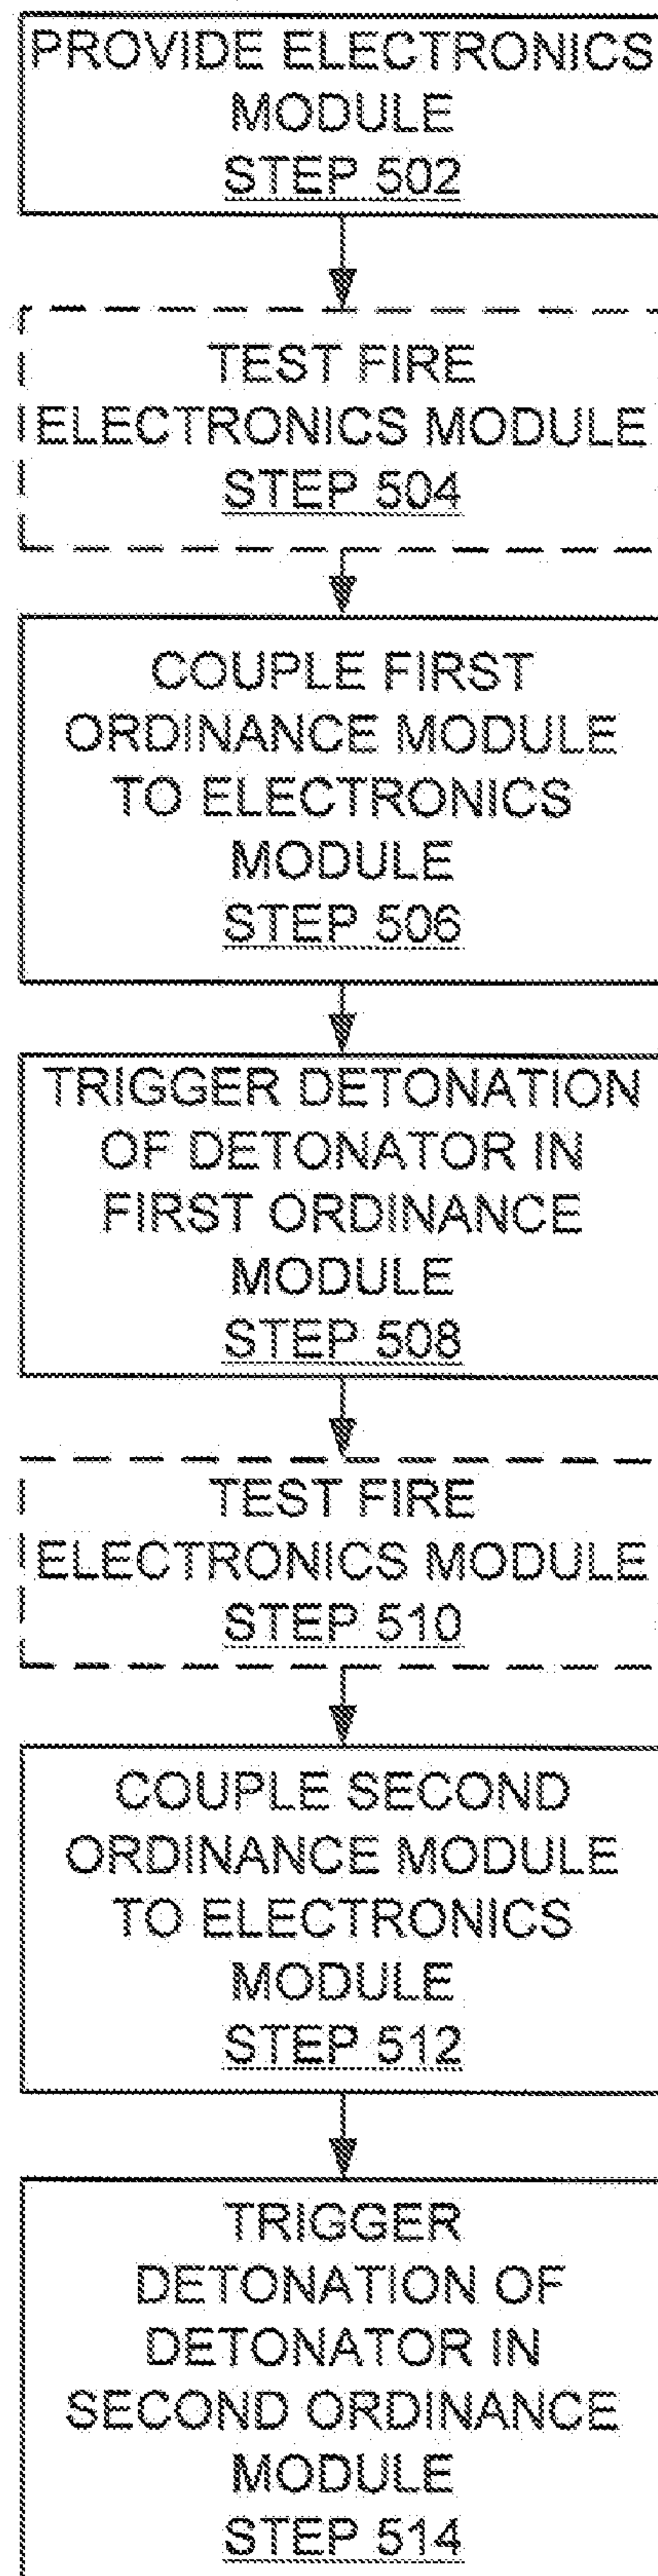 PROVIDE ELECTRONICS
MODULE
STEP 502
TEST FIRE
ELECTRONICS MODULE
STEP 504
COUPLE FIRST
ORDINANCE MODULE
TO ELECTRONICS
MODULE
STEP 506
TRIGGER DETONATION
OF DETONATOR IN
FIRST ORDINANCE
MODULE
STEP 508
TEST FIRE
ELECTRONICS MODULE
STEP 510
COUPLE SECOND
ORDINANCE MODULE
TO ELECTRONICS
MODULE
STEP 512
TRIGGER
DETONATION OF
DETONATOR IN
SECOND ORDINANCE
MODULE
STEP 514